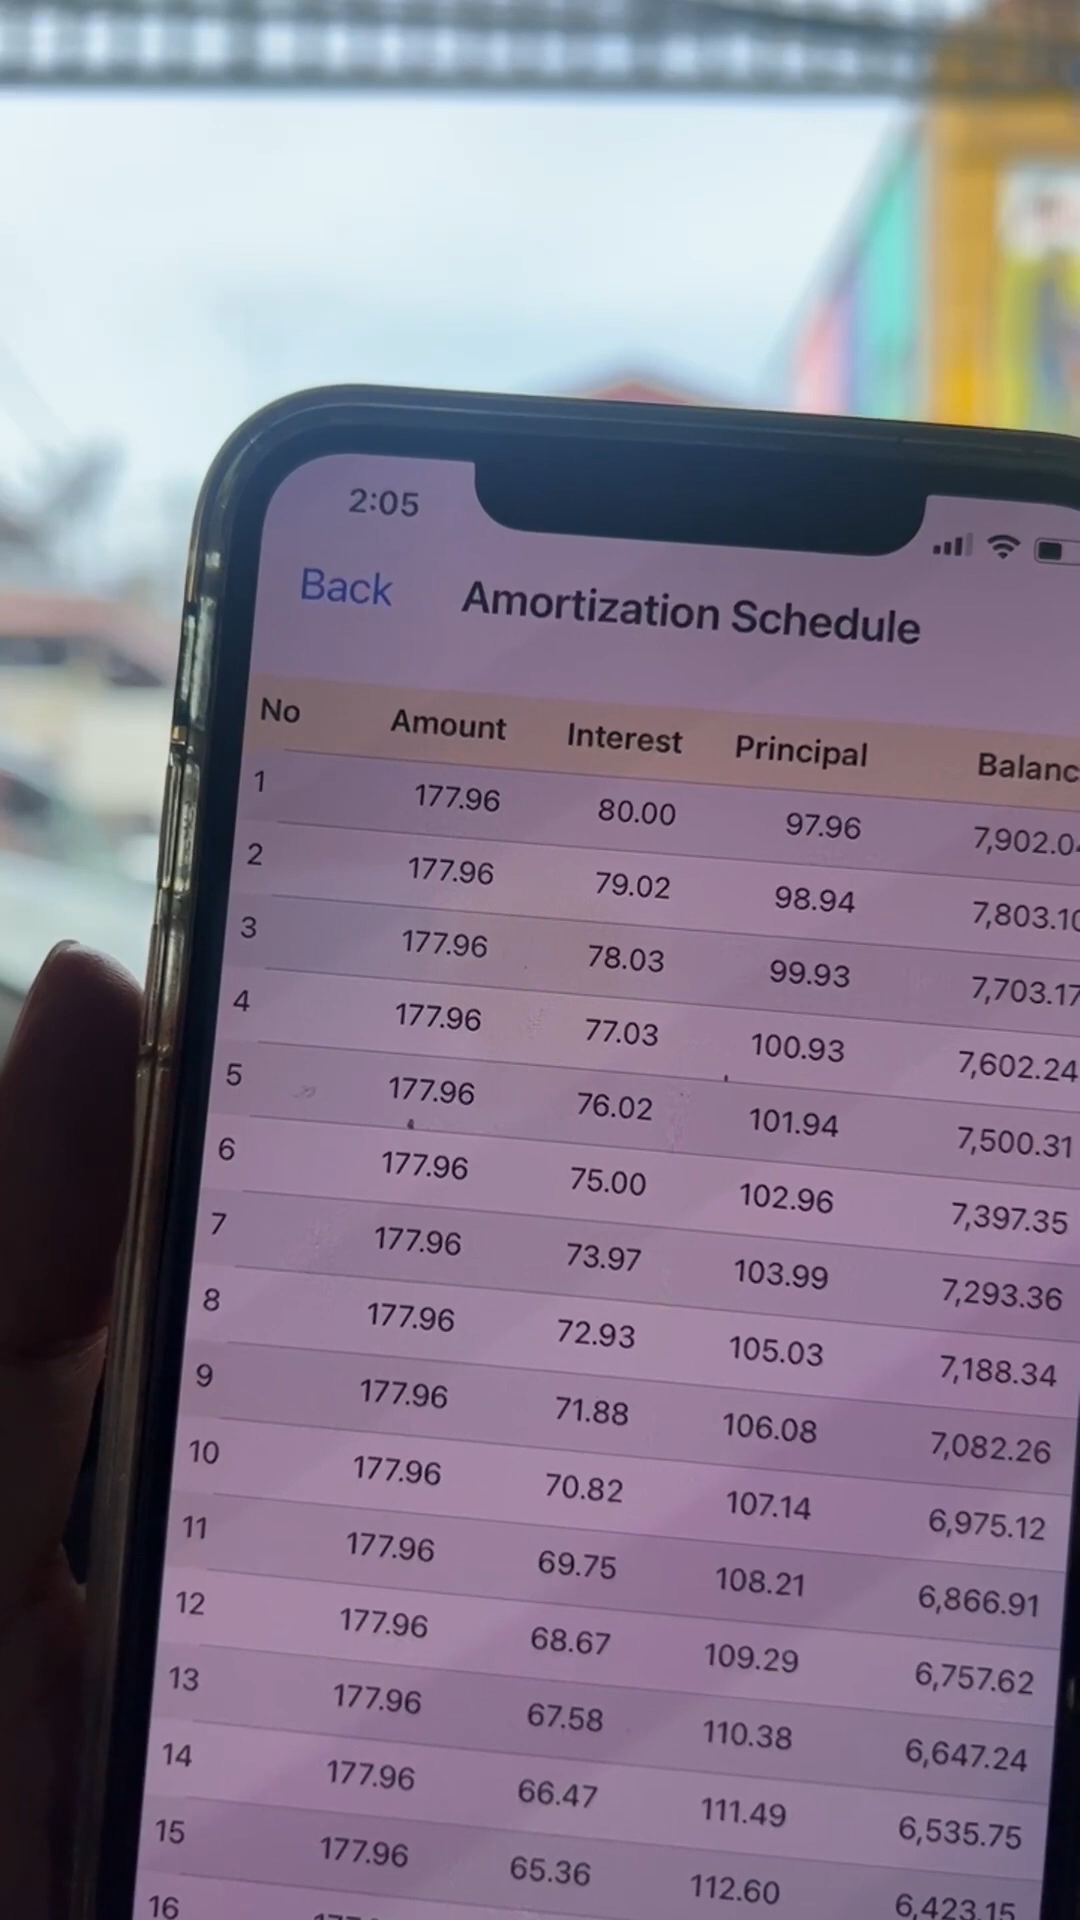 2:05
Back Amortization Schedule
No Amount Interest Principal
1 177.96 80.00 97.96
2 177.96 79.02 98.94
3 177.96 78.03 99.93 7,703.17
4 177.96 77.03 100.93 7,602.24
5 177.96 76.02 101.94 7,500.31
6 177.96 75.00 102.96 7,397.35
7 177.96 73.97 103.99 7,293.36
8 177.96 72.93 105.03 7,188.34
9 177.96 71.88 106.08 7,082.26
10 177.96 70.82 107.14 6,975.12
11 177.96 69.75 108.21 6,866.91
12 177.96 68.67 109.29 6,757.62
13 177.96 67.58 110.38 6,647.24
14 177.96 66.47 111.49 6,535.75
15 177.96 65.36 112.60 6,423.15
16